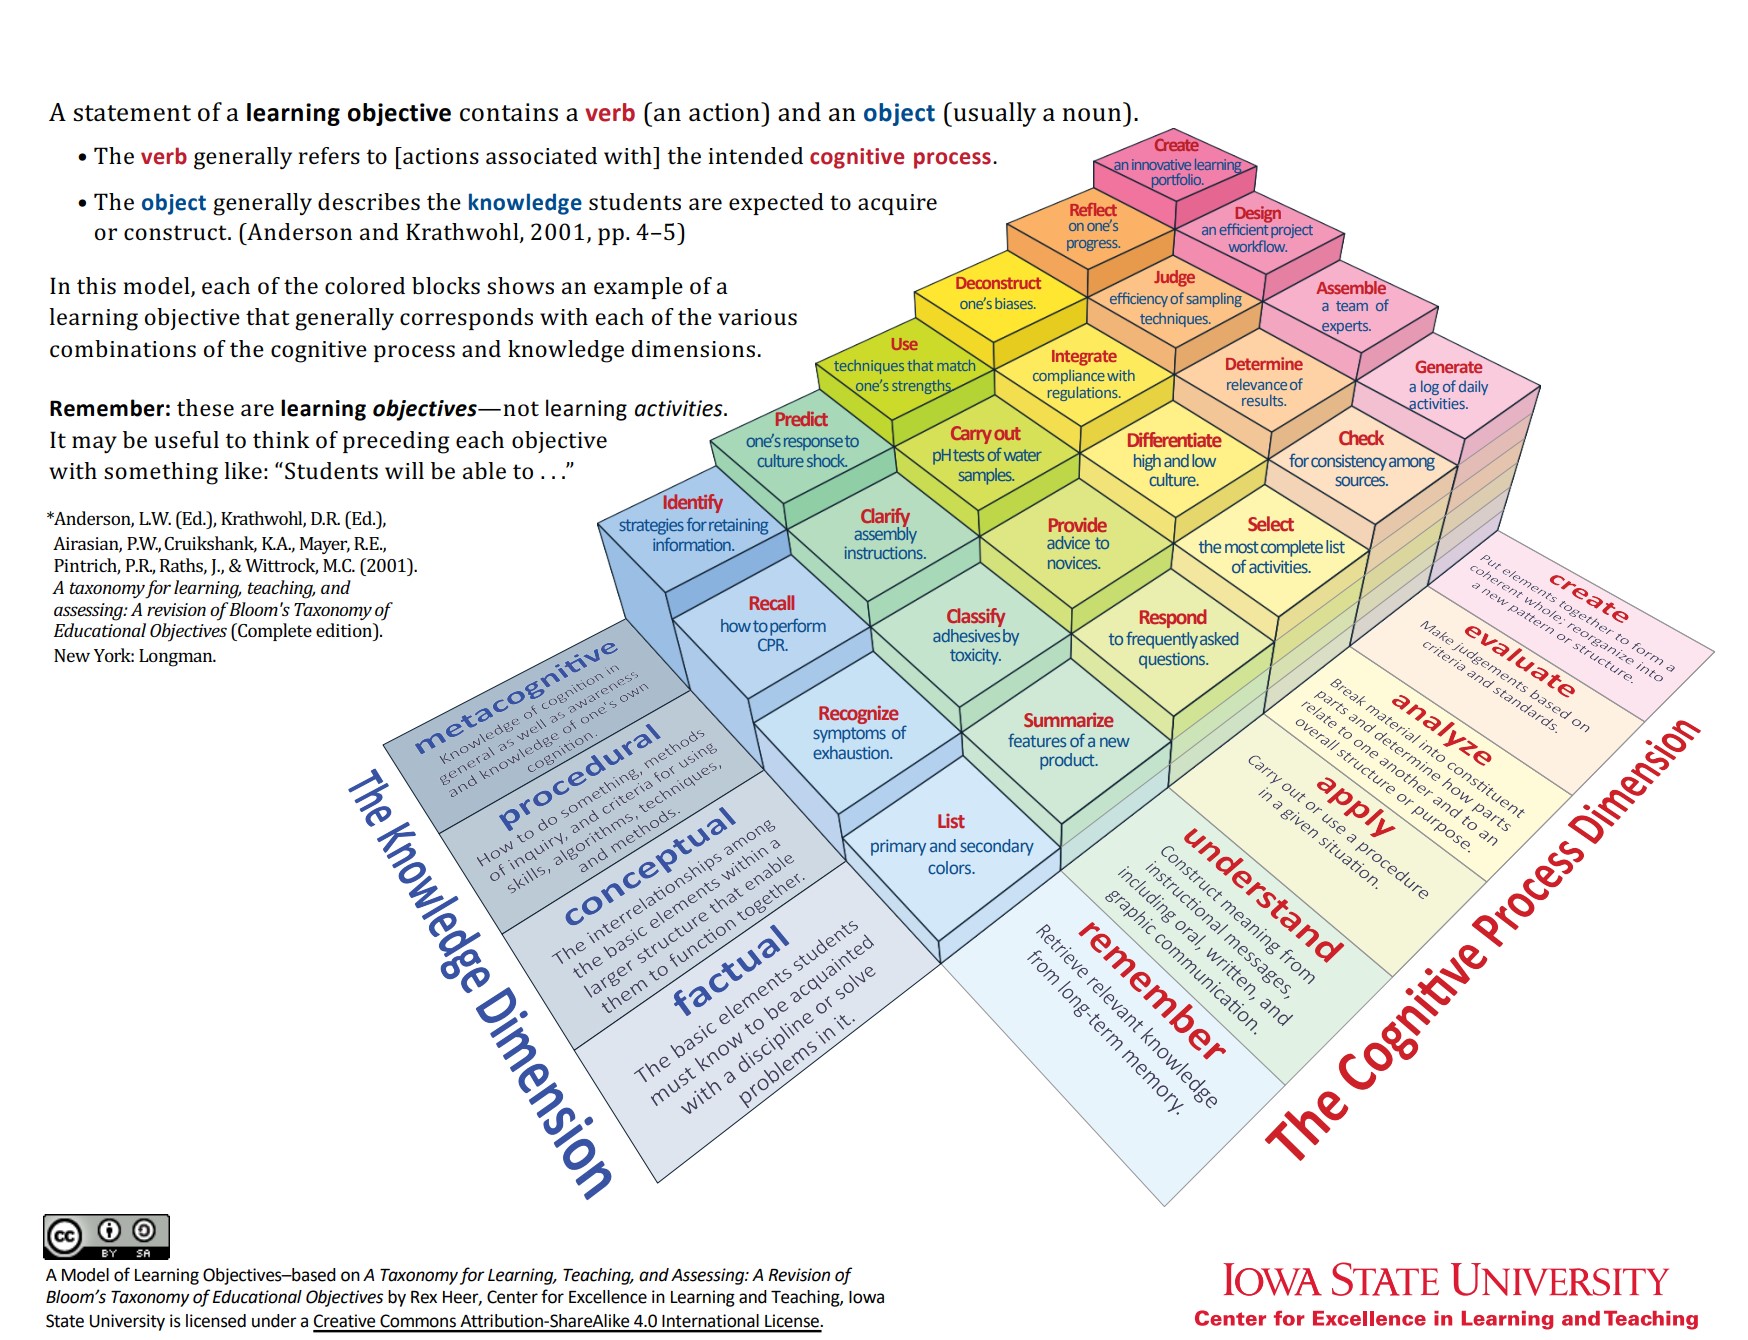 A statement of a learning objective contains a verb (an action) and an object (usually a noun).
• The verb generally refers to [actions associated with] the intended cognitive process.
• The object generally describes the knowledge students are expected to acquire
or construct. (Anderson and Krathwohl, 2001, pp. 4–5)
In this model, each of the colored blocks shows an example of a
learning objective that generally corresponds with each of the various
combinations of the cognitive process and knowledge dimensions.
Remember: these are learning objectives—not learning activities.
It may be useful to think of preceding each objective
with something like: “Students will be able to . . .”
*Anderson, L.W. (Ed.), Krathwohl, D.R. (Ed.),
Airasian, P.W., Cruikshank, K.A., Mayer, R.E.,
Pintrich, P.R., Raths, J., & Wittrock, M.C. (2001).
A taxonomy for learning, teaching, and
assessing: A revision of Bloom's Taxonomy of
Educational Objectives (Complete edition).
New York: Longman.
Create
an innovative learning
portfolio.
Reflect
on one’s
progress.
Design
an efficient project
workflow.
Deconstruct
one’s biases.
Judge
efficiency of sampling
techniques.
Assemble
a team of
experts.
Use
techniques that match
one’s strengths.
Integrate
compliance with
regulations.
Determine
relevance of
results.
Generate
a log of daily
activities.
Predict
one’s response to
culture shock.
Carry out
pH tests of water
samples.
Differentiate
high and low
culture.
Check
for consistency among
sources.
Identify
strategies for retaining
information.
Clarify
assembly
instructions.
Provide
advice to
novices.
Select
the most complete list
of activities.
Recall
how to perform
CPR.
Classify
adhesives by
toxicity.
Respond
to frequently asked
questions.
Recognize
symptoms of
exhaustion.
Summarize
features of a new
product.
List
primary and secondary
colors.
The Knowledge Dimension
metacognitive
Knowledge of cognition in
general as well as awareness
and knowledge of one’s own
cognition.
procedural
How to do something, methods
of inquiry, and criteria for using
skills, algorithms, techniques,
and methods.
conceptual
The interrelationships among
the basic elements within a
larger structure that enable
them to function together.
factual
The basic elements students
must know to be acquainted
with a discipline or solve
problems in it.
The Cognitive Process Dimension
remember
Retrieve relevant knowledge
from long-term memory.
understand
Construct meaning from
instructional messages,
including oral, written, and
graphic communication.
apply
Carry out or use a procedure
in a given situation.
analyze
Break material into constituent
parts and determine how parts
relate to one another and to an
overall structure or purpose.
evaluate
Make judgements based on
criteria and standards.
create
Put elements together to form a
coherent whole; reorganize into
a new pattern or structure.
cc
BY SA
A Model of Learning Objectives–based on A Taxonomy for Learning, Teaching, and Assessing: A Revision of
Bloom’s Taxonomy of Educational Objectives by Rex Heer, Center for Excellence in Learning and Teaching, Iowa
State University is licensed under a Creative Commons Attribution-ShareAlike 4.0 International License.
IOWA STATE UNIVERSITY
Center for Excellence in Learning and Teaching